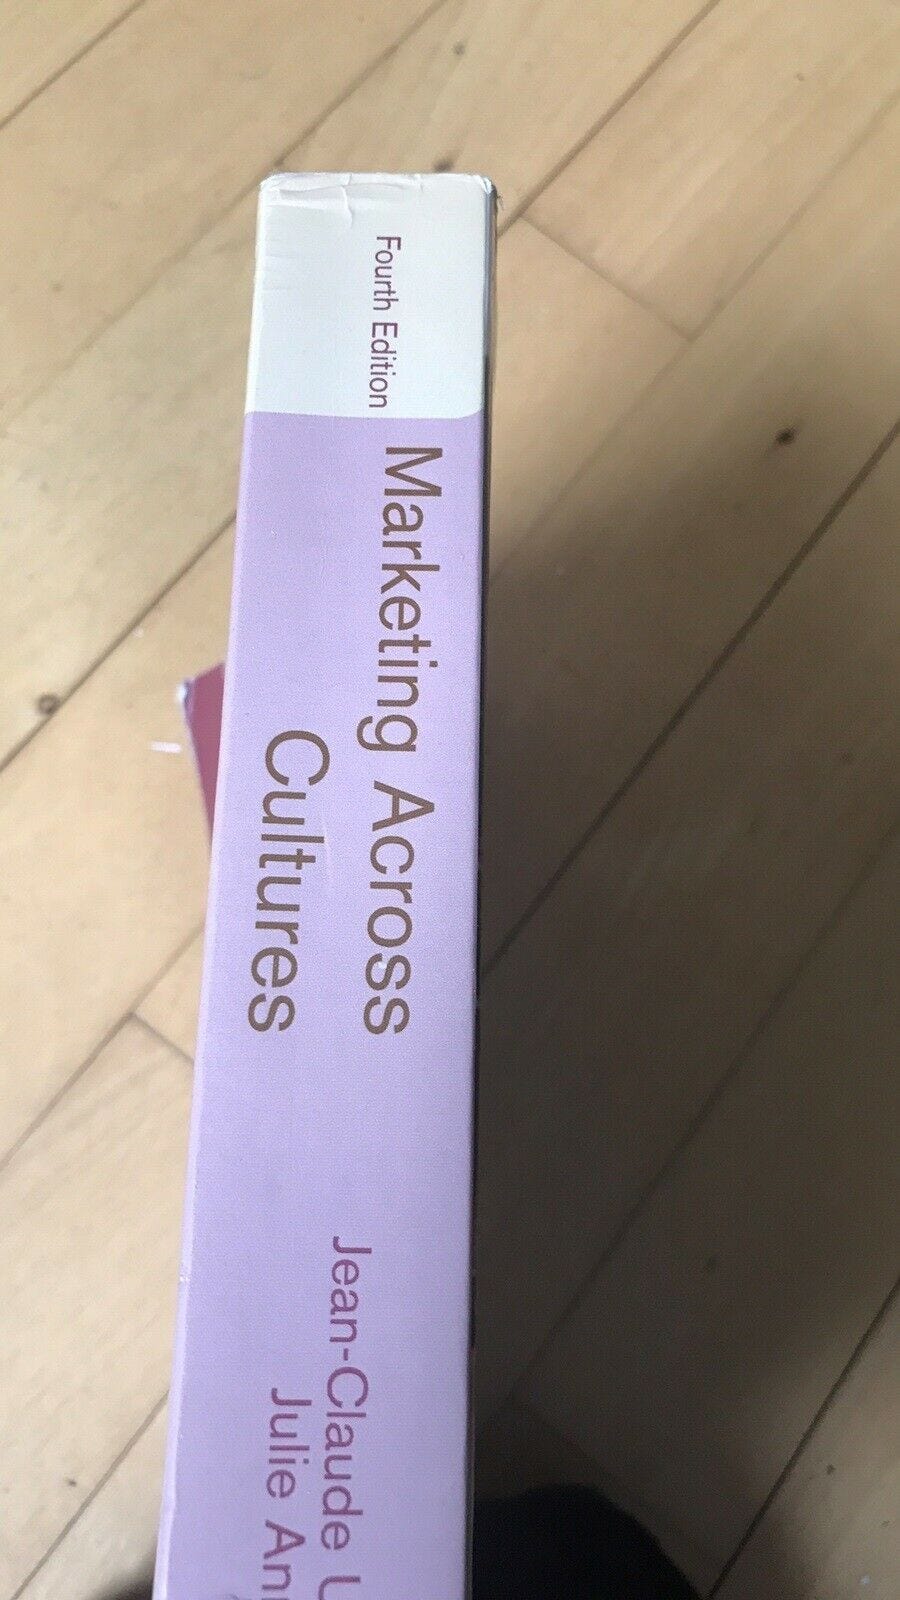 Fourth Edition
Marketing Across
Cultures
Jean-Claude
Julie